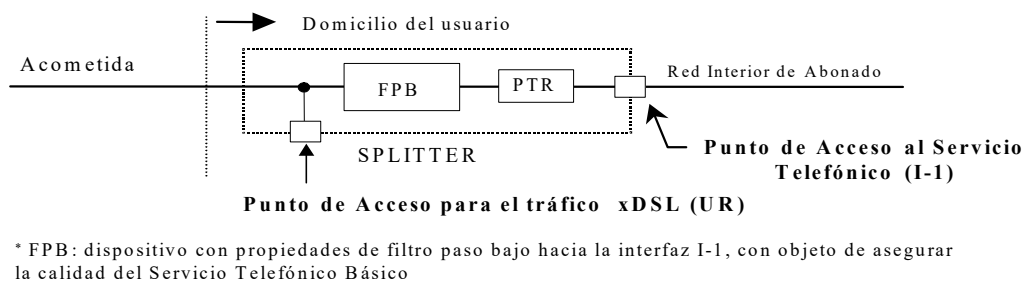 Domicilio del usuario
Acometida
FPB
PTR
Red Interior de Abonado
SPLITTER
Punto de Acceso al Servicio
Telefónico (I-1)
Punto de Acceso para el tráfico xDSL (UR)
* FPB: dispositivo con propiedades de filtro paso bajo hacia la interfaz I-1, con objeto de asegurar
la calidad del Servicio Telefónico Básico